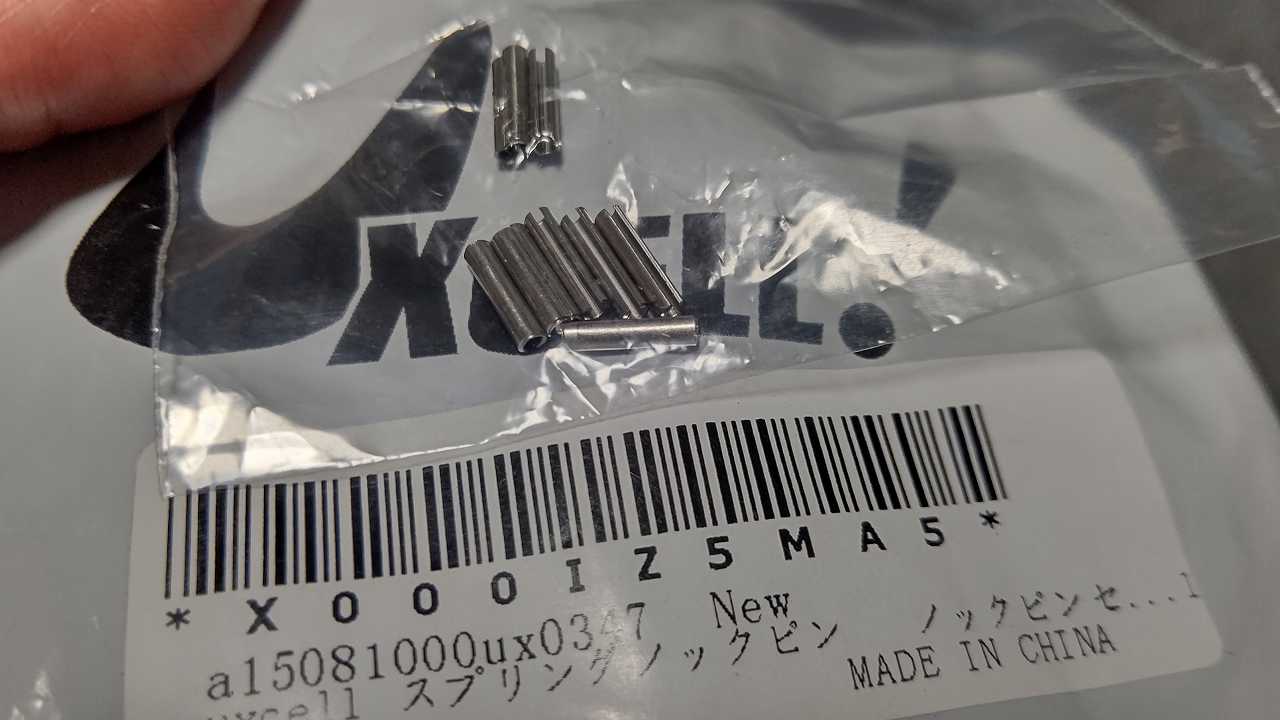 UXCELL!
*X000IZ5MA5*
a15081000ux0347 New
uxcell スプリングノックピン ノックピンセ...1
MADE IN CHINA